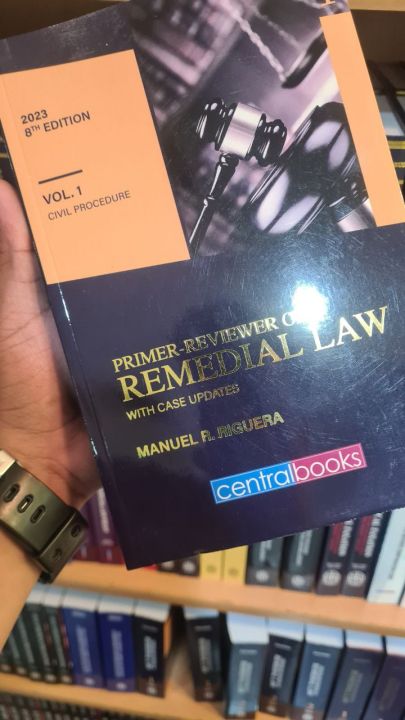 2023
8TH EDITION
VOL. 1
CIVIL PROCEDURE
PRIMER-REVIEWER ON
REMEDIAL LAW
WITH CASE UPDATES
MANUEL R. RIGUERA
centralbooks